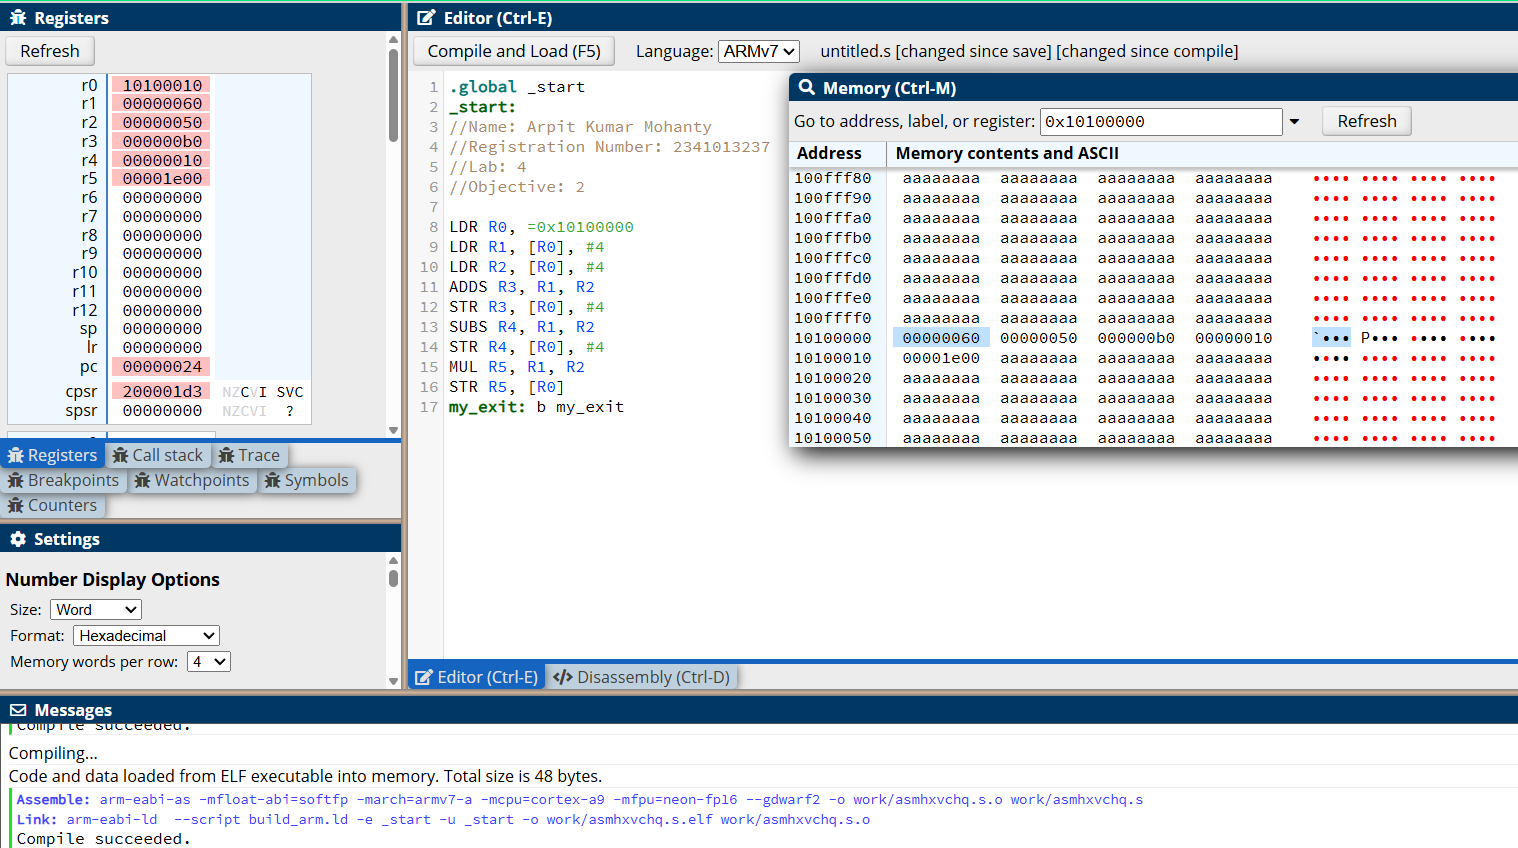 Registers
Refresh
r0 10100010
r1 00000060
r2 00000050
r3 000000b0
r4 00000010
r5 00001e00
r6 00000000
r7 00000000
r8 00000000
r9 00000000
r10 00000000
r11 00000000
r12 00000000
sp 00000000
lr 00000000
pc 00000024
cpsr 200001d3 NZCVI SVC
spsr 00000000 NZCVI ?
Registers Call stack Trace
Breakpoints Watchpoints Symbols
Counters
Settings
Number Display Options
Size: Word
Format: Hexadecimal
Memory words per row: 4
Editor (Ctrl-E)
Compile and Load (F5) Language: ARMv7 untitled.s [changed since save] [changed since compile]
1 .global _start
2 _start:
3 //Name: Arpit Kumar Mohanty
4 //Registration Number: 2341013237
5 //Lab: 4
6 //Objective: 2
7
8 LDR R0, =0x10100000
9 LDR R1, [R0], #4
10 LDR R2, [R0], #4
11 ADDS R3, R1, R2
12 STR R3, [R0], #4
13 SUBS R4, R1, R2
14 STR R4, [R0], #4
15 MUL R5, R1, R2
16 STR R5, [R0]
17 my_exit: b my_exit
Memory (Ctrl-M)
Go to address, label, or register: 0x10100000 Refresh
Address Memory contents and ASCII
100fff80 aaaaaaaa aaaaaaaa aaaaaaaa aaaaaaaa •••• •••• •••• ••••
100fff90 aaaaaaaa aaaaaaaa aaaaaaaa aaaaaaaa •••• •••• •••• ••••
100fffa0 aaaaaaaa aaaaaaaa aaaaaaaa aaaaaaaa •••• •••• •••• ••••
100fffb0 aaaaaaaa aaaaaaaa aaaaaaaa aaaaaaaa •••• •••• •••• ••••
100fffc0 aaaaaaaa aaaaaaaa aaaaaaaa aaaaaaaa •••• •••• •••• ••••
100fffd0 aaaaaaaa aaaaaaaa aaaaaaaa aaaaaaaa •••• •••• •••• ••••
100fffe0 aaaaaaaa aaaaaaaa aaaaaaaa aaaaaaaa •••• •••• •••• ••••
100ffff0 aaaaaaaa aaaaaaaa aaaaaaaa aaaaaaaa •••• •••• •••• ••••
10100000 00000060 00000050 000000b0 00000010 `••• P••• •••• ••••
10100010 00001e00 aaaaaaaa aaaaaaaa aaaaaaaa •••• •••• •••• ••••
10100020 aaaaaaaa aaaaaaaa aaaaaaaa aaaaaaaa •••• •••• •••• ••••
10100030 aaaaaaaa aaaaaaaa aaaaaaaa aaaaaaaa •••• •••• •••• ••••
10100040 aaaaaaaa aaaaaaaa aaaaaaaa aaaaaaaa •••• •••• •••• ••••
10100050 aaaaaaaa aaaaaaaa aaaaaaaa aaaaaaaa •••• •••• •••• ••••
Editor (Ctrl-E) </> Disassembly (Ctrl-D)
Messages
Compile succeeded.
Compiling...
Code and data loaded from ELF executable into memory. Total size is 48 bytes.
Assemble: arm-eabi-as -mfloat-abi=softfp -march=armv7-a -mcpu=cortex-a9 -mfpu=neon-fp16 --gdwarf2 -o work/asmhxvchq.s.o work/asmhxvchq.s
Link: arm-eabi-ld --script build_arm.ld -e _start -u _start -o work/asmhxvchq.s.elf work/asmhxvchq.s.o
Compile succeeded.